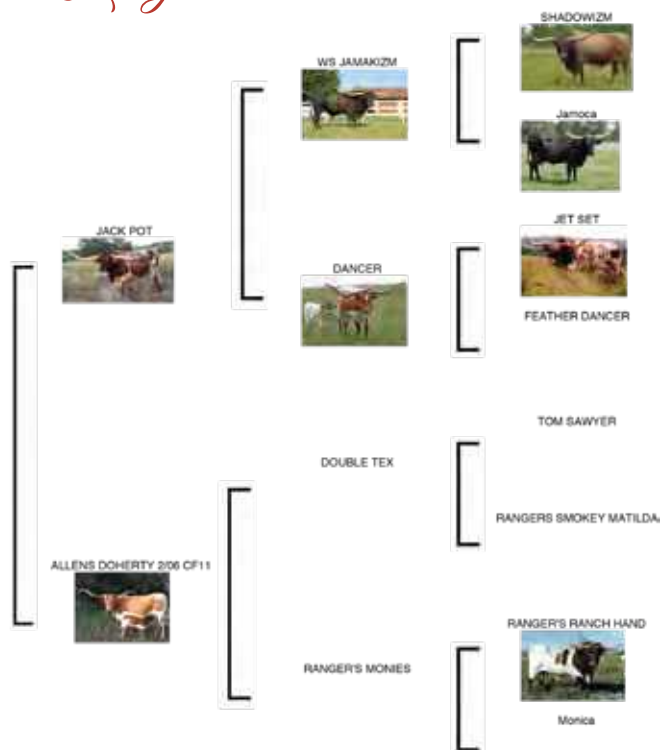 SHADOWIZM
WS JAMAKIZM
Jamoca
JACK POT
JET SET
DANCER
FEATHER DANCER
TOM SAWYER
DOUBLE TEX
RANGERS SMOKEY MATILDA
ALLENS DOHERTY 2/06 CF11
RANGER'S RANCH HAND
RANGER'S MONIES
Monica